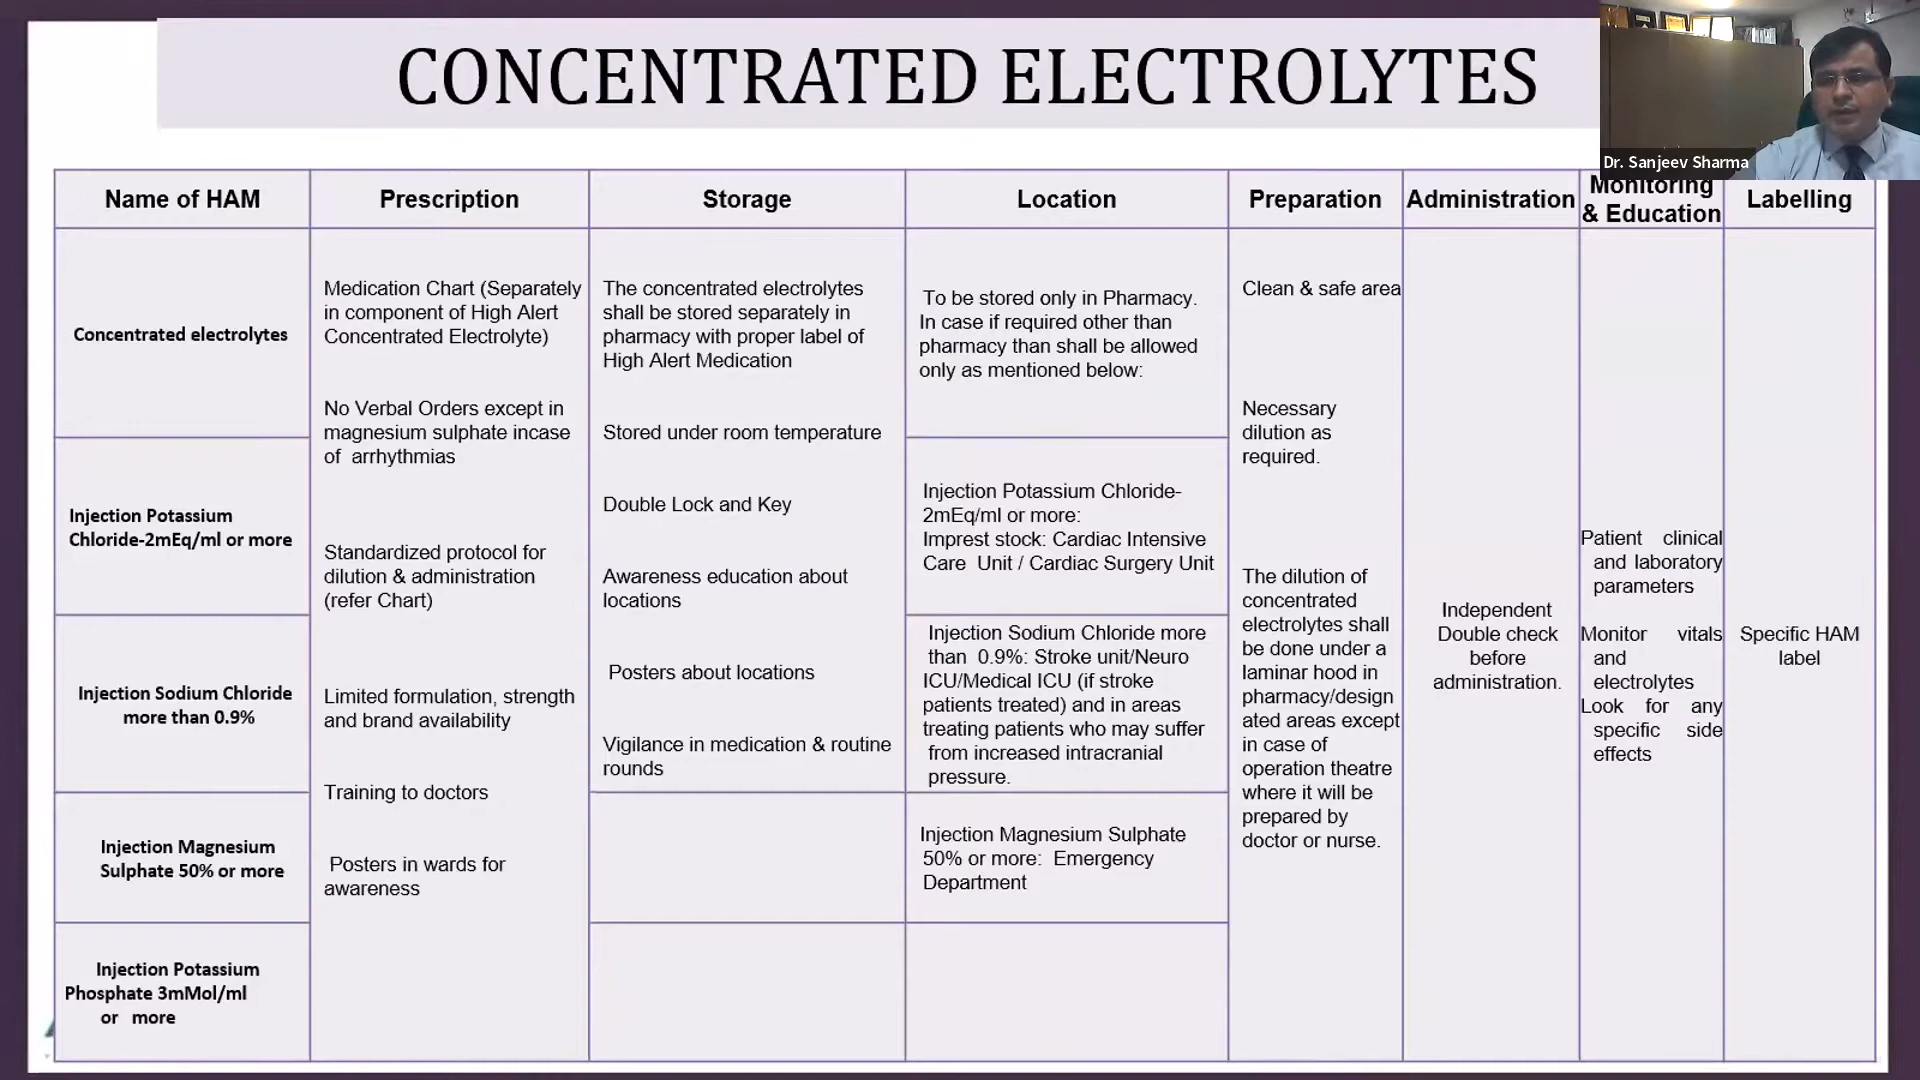 CONCENTRATED ELECTROLYTES
Dr. Sanjeev Sharma
Name of HAM
Prescription
Storage
Location
Preparation
Administration
Monitoring
& Education
Labelling
Concentrated electrolytes
Injection Potassium
Chloride-2mEq/ml or more
Injection Sodium Chloride
more than 0.9%
Injection Magnesium
Sulphate 50% or more
Injection Potassium
Phosphate 3mMol/ml
or more
Medication Chart (Separately
in component of High Alert
Concentrated Electrolyte)
No Verbal Orders except in
magnesium sulphate incase
of arrhythmias
Standardized protocol for
dilution & administration
(refer Chart)
Limited formulation, strength
and brand availability
Training to doctors
Posters in wards for
awareness
The concentrated electrolytes
shall be stored separately in
pharmacy with proper label of
High Alert Medication
Stored under room temperature
Double Lock and Key
Awareness education about
locations
Posters about locations
Vigilance in medication & routine
rounds
To be stored only in Pharmacy.
In case if required other than
pharmacy than shall be allowed
only as mentioned below:
Injection Potassium Chloride-
2mEq/ml or more:
Imprest stock: Cardiac Intensive
Care Unit / Cardiac Surgery Unit
Injection Sodium Chloride more
than 0.9%: Stroke unit/Neuro
ICU/Medical ICU (if stroke
patients treated) and in areas
treating patients who may suffer
from increased intracranial
pressure.
Injection Magnesium Sulphate
50% or more: Emergency
Department
Clean & safe area
Necessary
dilution as
required.
The dilution of
concentrated
electrolytes shall
be done under a
laminar hood in
pharmacy/design
ated areas except
in case of
operation theatre
where it will be
prepared by
doctor or nurse.
Independent
Double check
before
administration.
Patient clinical
and laboratory
parameters
Monitor vitals
and
electrolytes
Look for any
specific side
effects
Specific HAM
label